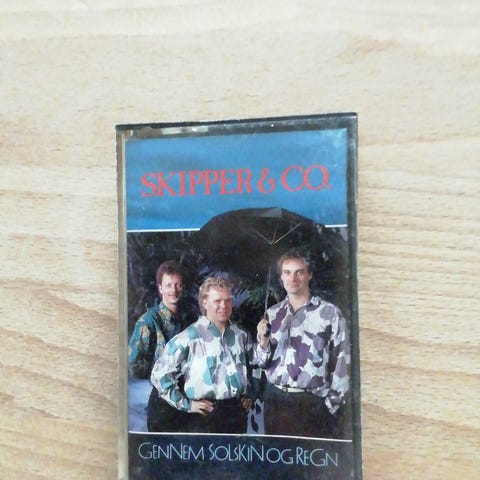 SKIPPER & CO.
GENNEM SOLSKIN OG REGN